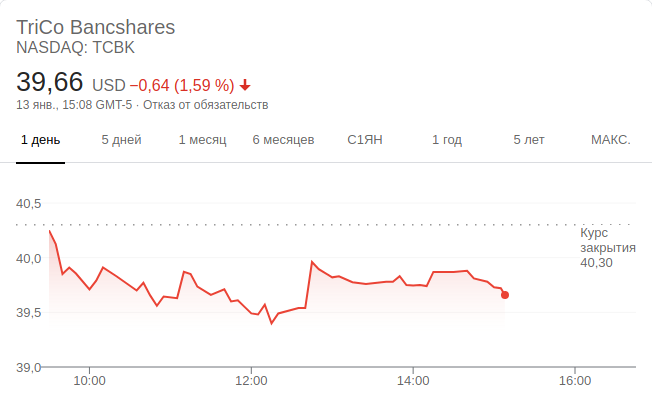 TriCo Bancshares
NASDAQ: TCBK
39,66 USD −0,64 (1,59 %)
13 янв., 15:08 GMT-5 · Отказ от обязательств
1 день 5 дней 1 месяц 6 месяцев С1ЯН 1 год 5 лет МАКС.
40,5
Курс
закрытия
40,0
40,30
39,5
39,0
10:00 12:00 14:00 16:00